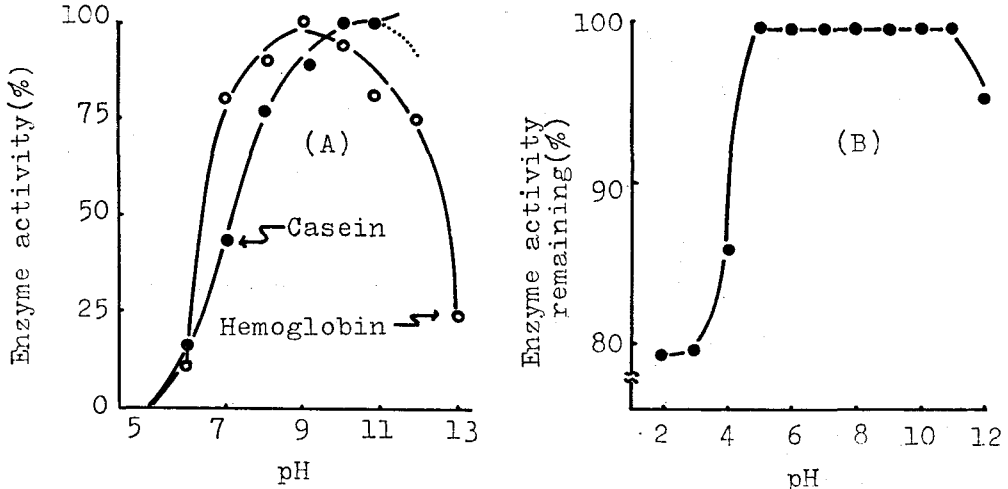 100
75
50
25
0
Enzyme activity(%)
(A)
Casein
Hemoglobin
5 7 9 11 13
pH
100
90
80
Enzyme activity
remaining(%)
(B)
2 4 6 8 10 12
pH